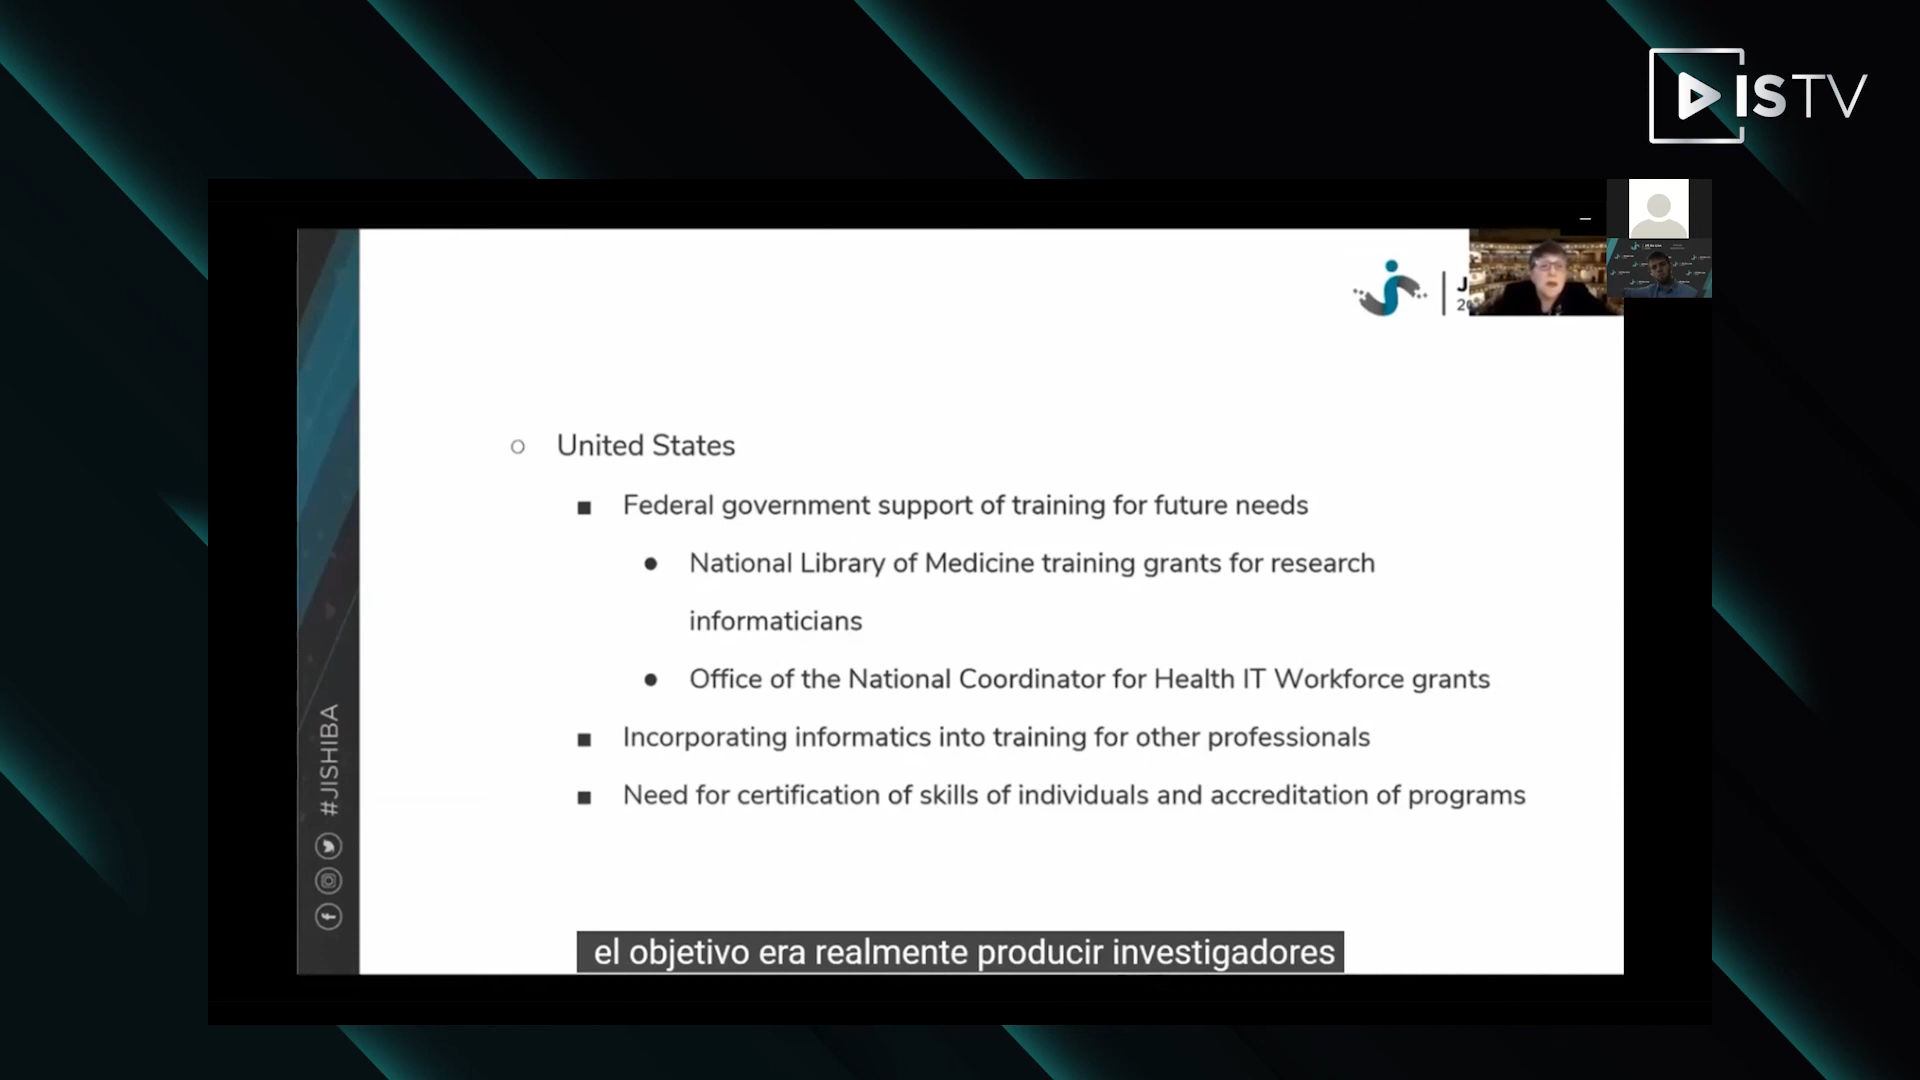 ISTV
United States
Federal government support of training for future needs
National Library of Medicine training grants for research
informaticians
Office of the National Coordinator for Health IT Workforce grants
Incorporating informatics into training for other professionals
Need for certification of skills of individuals and accreditation of programs
#JISHIBA
el objetivo era realmente producir investigadores